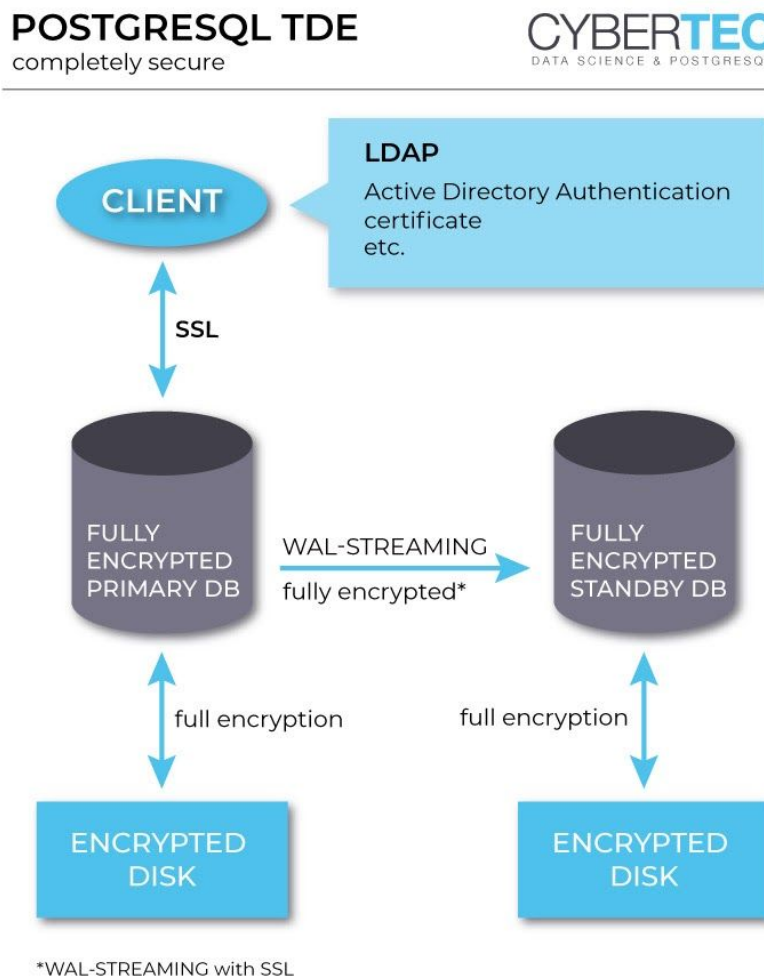 POSTGRESQL TDE
completely secure
CYBERTEC
DATA SCIENCE & POSTGRESQ
LDAP
Active Directory Authentication
certificate
etc.
CLIENT
SSL
FULLY
ENCRYPTED
PRIMARY DB
WAL-STREAMING
fully encrypted*
FULLY
ENCRYPTED
STANDBY DB
full encryption
full encryption
ENCRYPTED
DISK
ENCRYPTED
DISK
*WAL-STREAMING with SSL